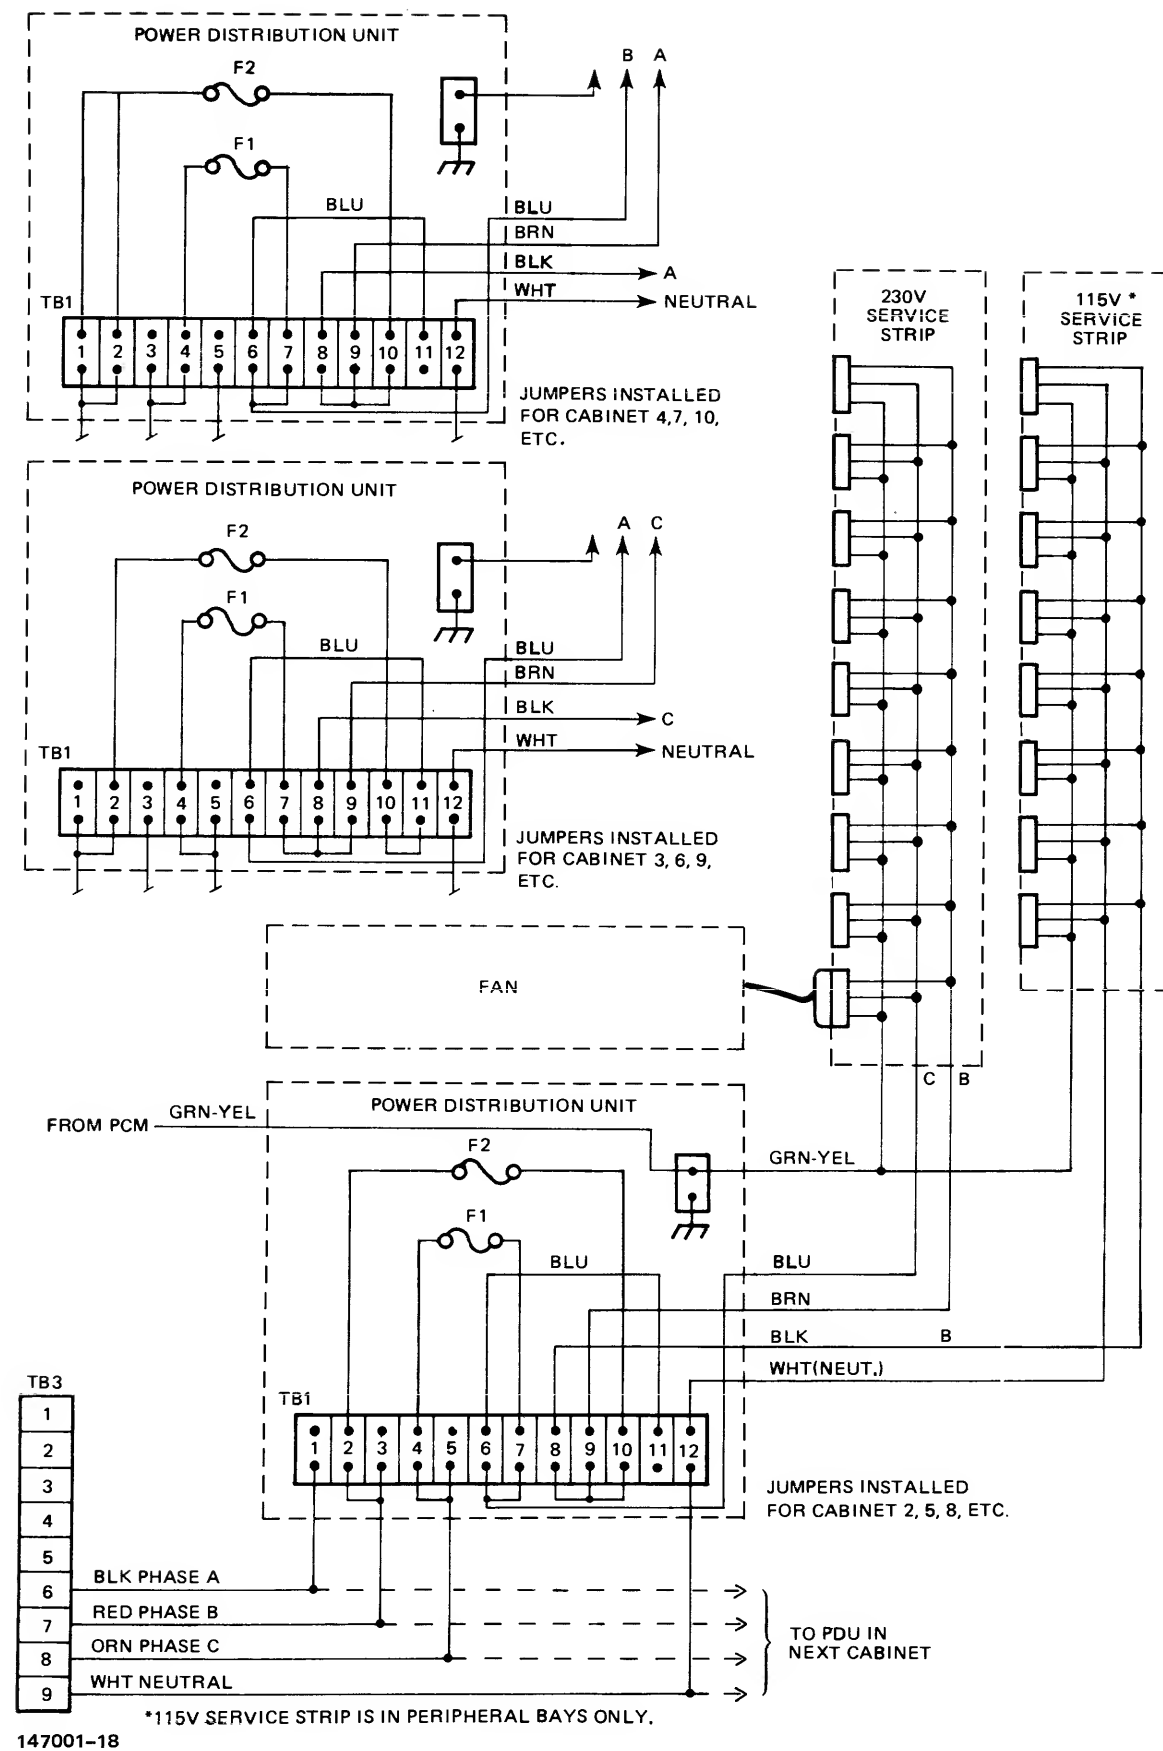 POWER DISTRIBUTION UNIT
F2
F1
B A
BLU
BLU
BRN
BLK
A
WHT
NEUTRAL
TB1
1 2 3 4 5 6 7 8 9 10 11 12
JUMPERS INSTALLED
FOR CABINET 4,7, 10,
ETC.
POWER DISTRIBUTION UNIT
F2
F1
A C
BLU
BLU
BRN
BLK
C
WHT
NEUTRAL
TB1
1 2 3 4 5 6 7 8 9 10 11 12
JUMPERS INSTALLED
FOR CABINET 3, 6, 9,
ETC.
230V
SERVICE
STRIP
115V *
SERVICE
STRIP
FAN
C B
POWER DISTRIBUTION UNIT
FROM PCM
GRN-YEL
F2
F1
GRN-YEL
BLU
BLU
BRN
BLK B
WHT(NEUT.)
TB1
1 2 3 4 5 6 7 8 9 10 11 12
JUMPERS INSTALLED
FOR CABINET 2, 5, 8, ETC.
TB3
1
2
3
4
5
6
7
8
9
BLK PHASE A
RED PHASE B
ORN PHASE C
WHT NEUTRAL
TO PDU IN
NEXT CABINET
*115V SERVICE STRIP IS IN PERIPHERAL BAYS ONLY.
147001-18